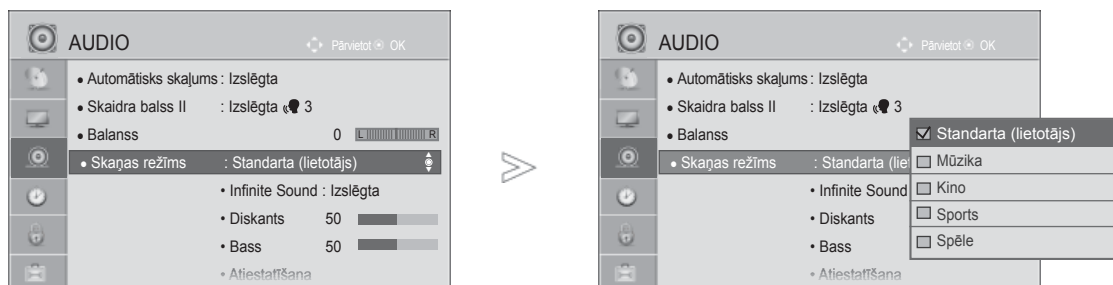 AUDIO
Pārvietot OK
• Automātisks skaļums : Izslēgta
• Skaidra balss II : Izslēgta 3
• Balanss 0 L R
• Skaņas režīms : Standarta (lietotājs)
• Infinite Sound : Izslēgta
• Diskants 50
• Bass 50
• Atiestatīšana
AUDIO
Pārvietot OK
• Automātisks skaļums : Izslēgta
• Skaidra balss II : Izslēgta 3
• Balanss
• Skaņas režīms : Standarta (lie
• Infinite Sound
• Diskants
• Bass
• Atiestatīšana
Standarta (lietotājs)
Mūzika
Kino
Sports
Spēle